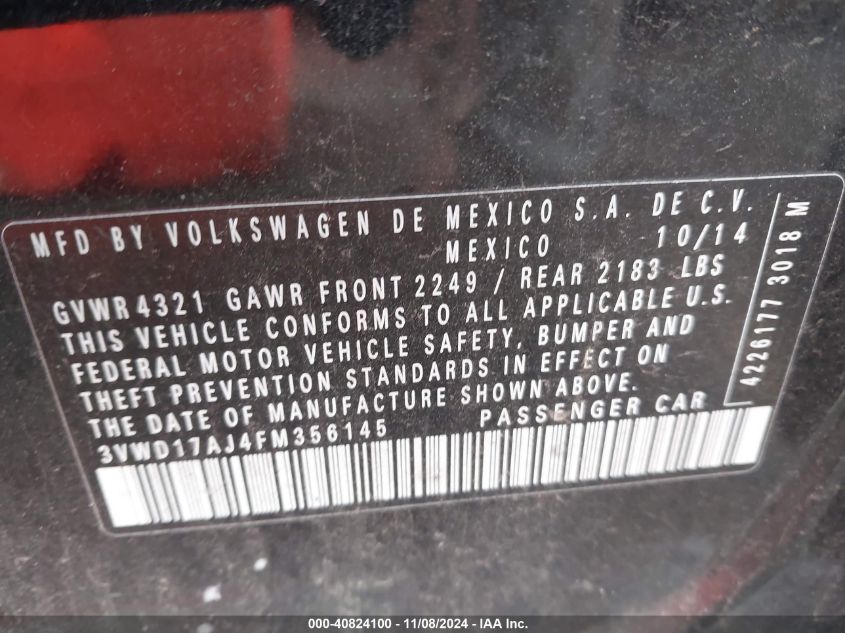 MFD BY VOLKSWAGEN DE MEXICO S.A. DE C.V.
MEXICO 10/14
GVWR4321 GAWR FRONT 2249 / REAR 2183 LBS
THIS VEHICLE CONFORMS TO ALL APPLICABLE U.S.
FEDERAL MOTOR VEHICLE SAFETY, BUMPER AND
THEFT PREVENTION STANDARDS IN EFFECT ON
THE DATE OF MANUFACTURE SHOWN ABOVE.
3VWD17AJ4FM356145 PASSENGER CAR
4226177 3018 M
000-40824100 - 11/08/2024 - IAA Inc.